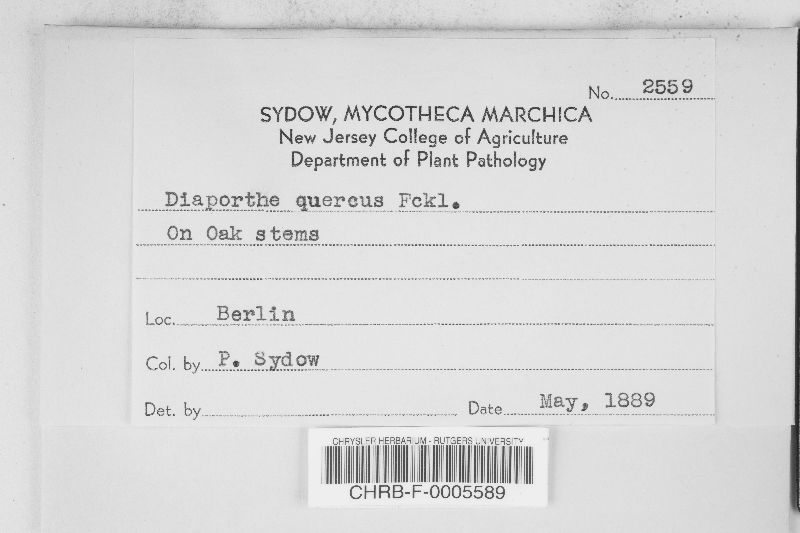 No. 2559
SYDOW, MYCOTHECA MARCHICA
New Jersey College of Agriculture
Department of Plant Pathology
Diaporthe quercus Fckl.
On Oak stems
Loc. Berlin
Col. by P. Sydow
Det. by Date May, 1889
CHRYSLER HERBARIUM - RUTGERS UNIVERSITY
CHRB-F-0005589